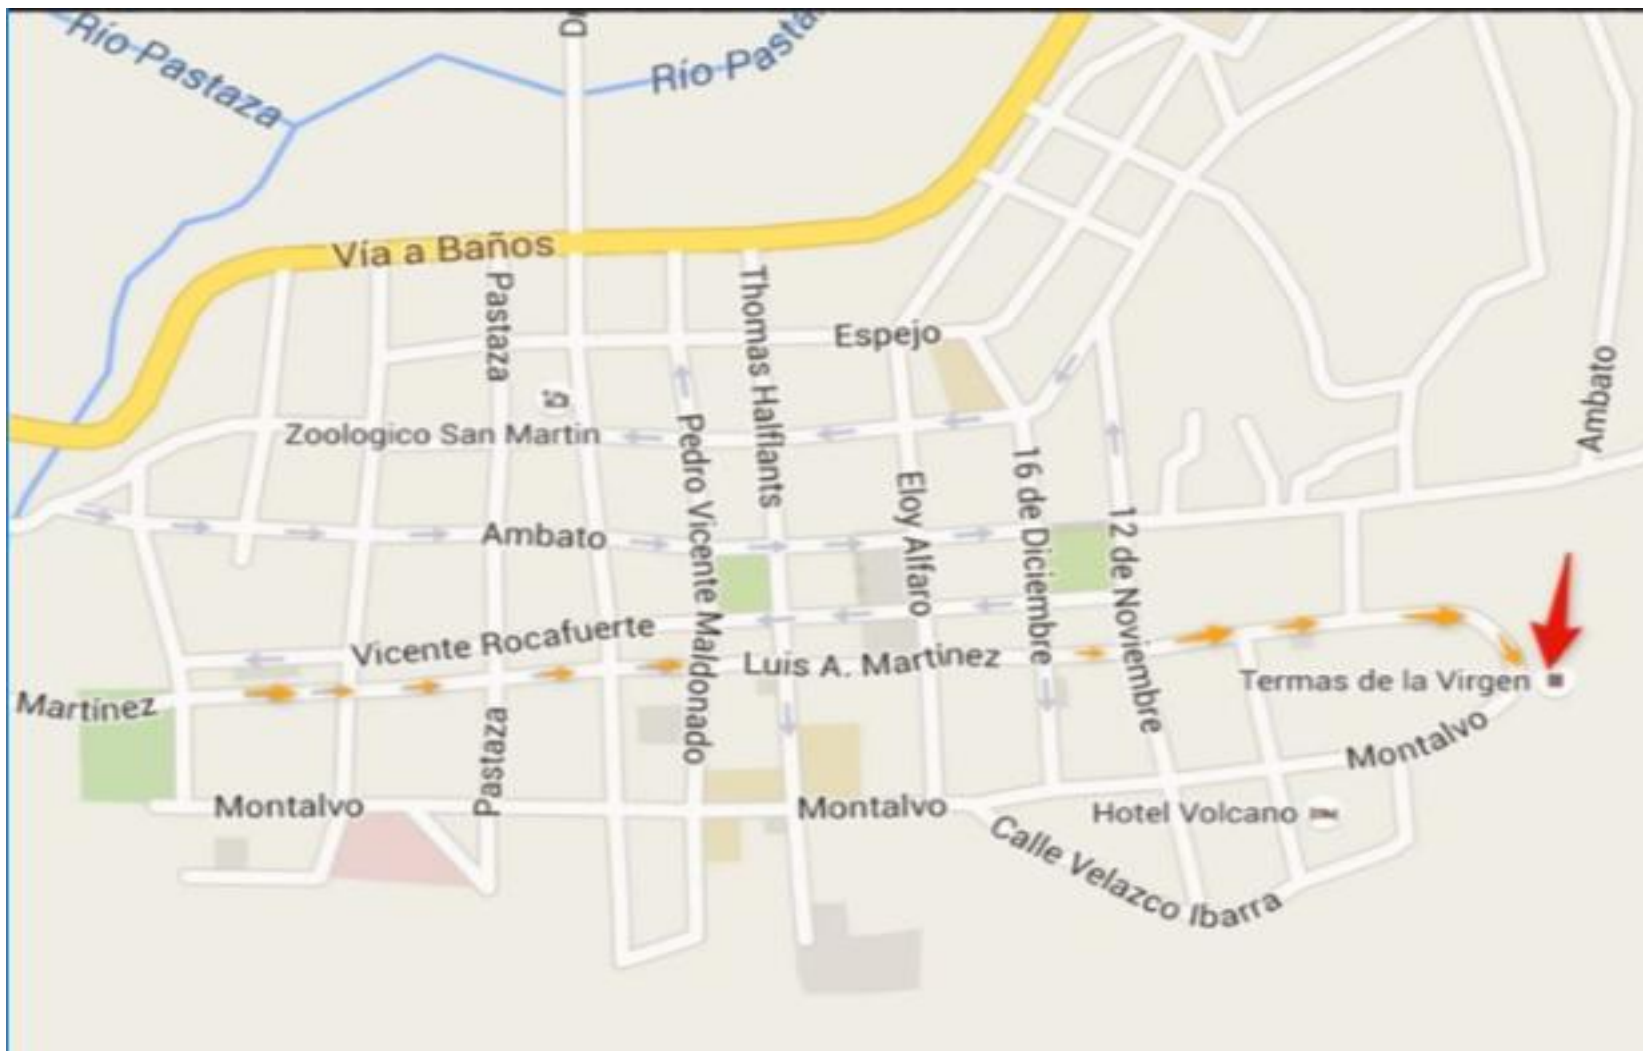 Río Pastaza
Río Pasta
D
Vía a Baños
Pastaza
Thomas Halflants
Espejo
Zoologico San Martin
Pedro Vicente Maldonado
Ambato
Ambato
Eloy Alfaro
16 de Diciembre
12 de Noviembre
Vicente Rocafuerte
Luis A. Martinez
Termas de la Virgen
Martínez
Pastaza
Montalvo
Montalvo
Montalvo
Hotel Volcano
Calle Velazco Ibarra